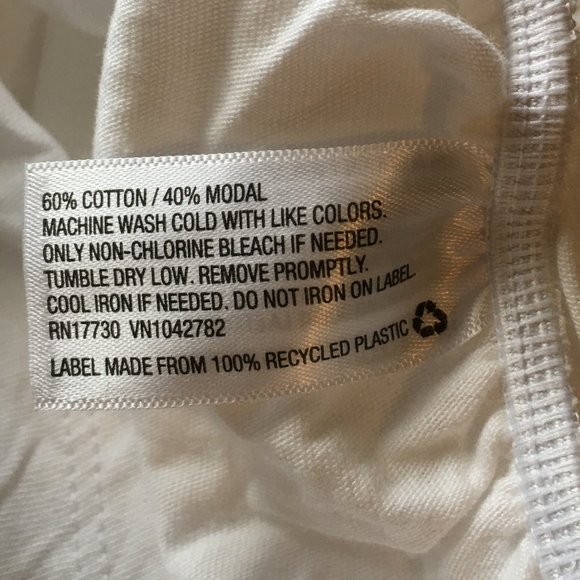 60% COTTON / 40% MODAL
MACHINE WASH COLD WITH LIKE COLORS.
ONLY NON-CHLORINE BLEACH IF NEEDED.
TUMBLE DRY LOW. REMOVE PROMPTLY.
COOL IRON IF NEEDED. DO NOT IRON ON LABEL.
RN17730 VN1042782
LABEL MADE FROM 100% RECYCLED PLASTIC